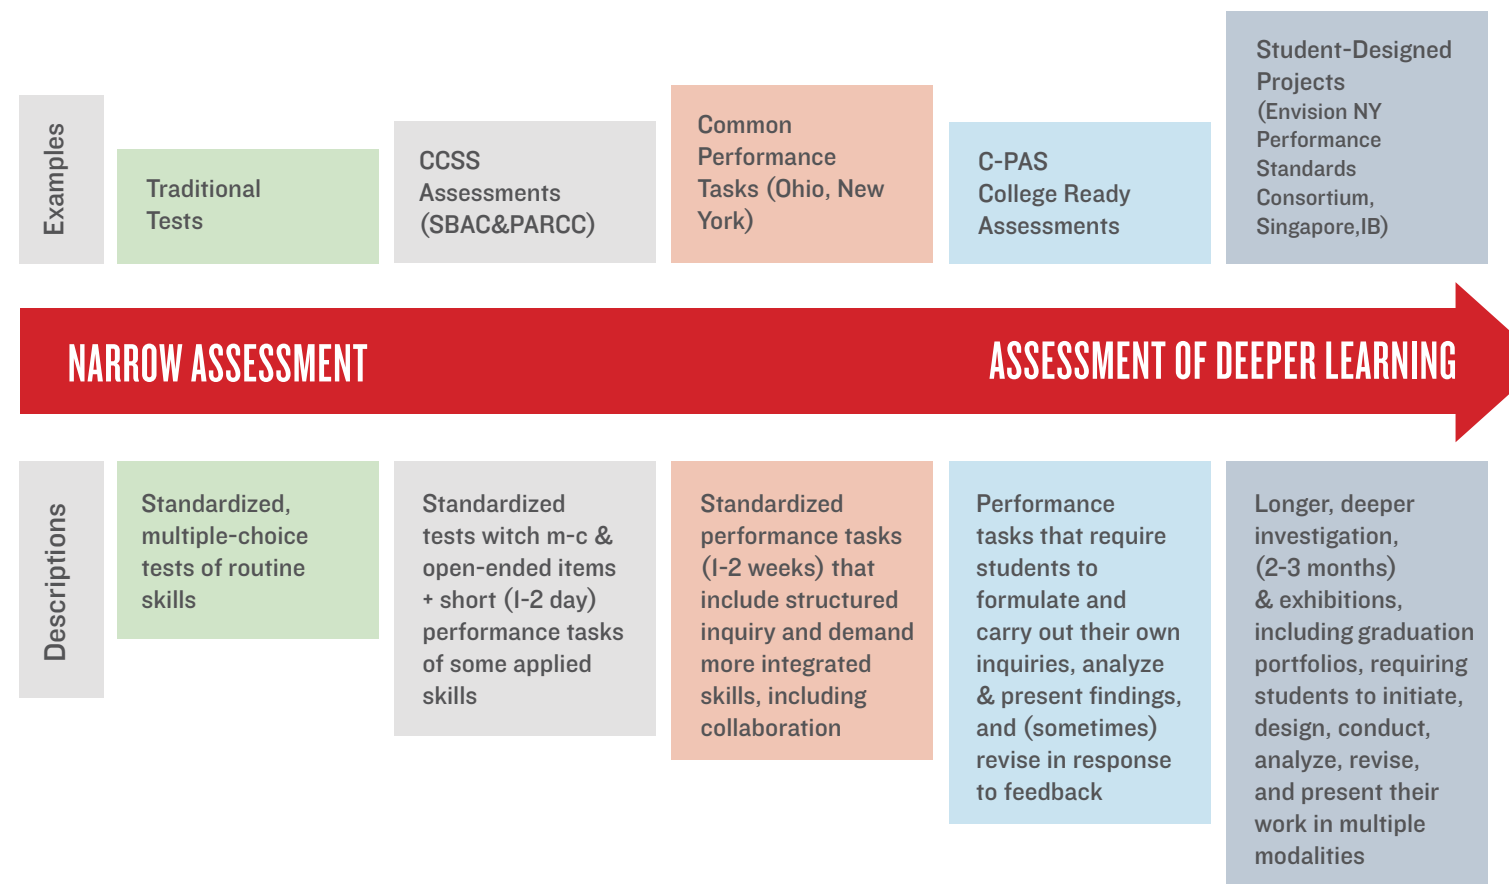 Examples
Traditional
Tests
CCSS
Assessments
(SBAC&PARCC)
Common
Performance
Tasks (Ohio, New
York)
C-PAS
College Ready
Assessments
Student-Designed
Projects
(Envision NY
Performance
Standards
Consortium,
Singapore,IB)
NARROW ASSESSMENT
ASSESSMENT OF DEEPER LEARNING
Descriptions
Standardized,
multiple-choice
tests of routine
skills
Standardized
tests witch m-c &
open-ended items
+ short (1-2 day)
performance tasks
of some applied
skills
Standardized
performance tasks
(1-2 weeks) that
include structured
inquiry and demand
more integrated
skills, including
collaboration
Performance
tasks that require
students to
formulate and
carry out their own
inquiries, analyze
& present findings,
and (sometimes)
revise in response
to feedback
Longer, deeper
investigation,
(2-3 months)
& exhibitions,
including graduation
portfolios, requiring
students to initiate,
design, conduct,
analyze, revise,
and present their
work in multiple
modalities